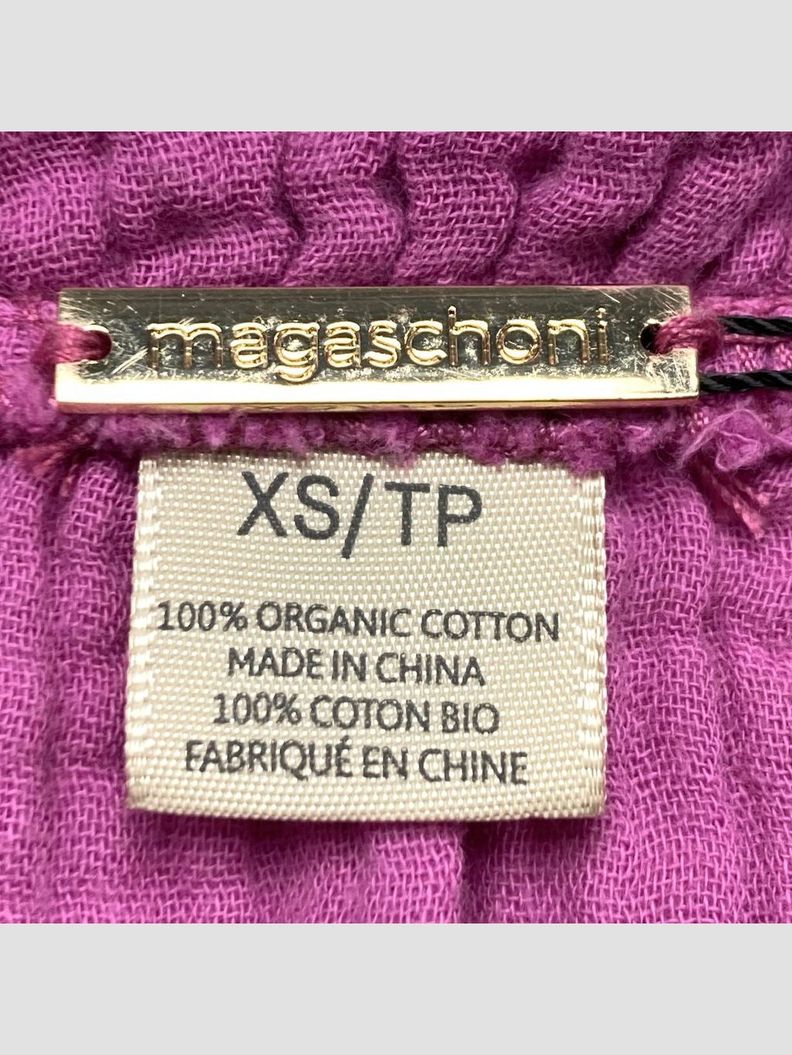 magaschoni
XS/TP
100% ORGANIC COTTON
MADE IN CHINA
100% COTON BIO
FABRIQUÉ EN CHINE